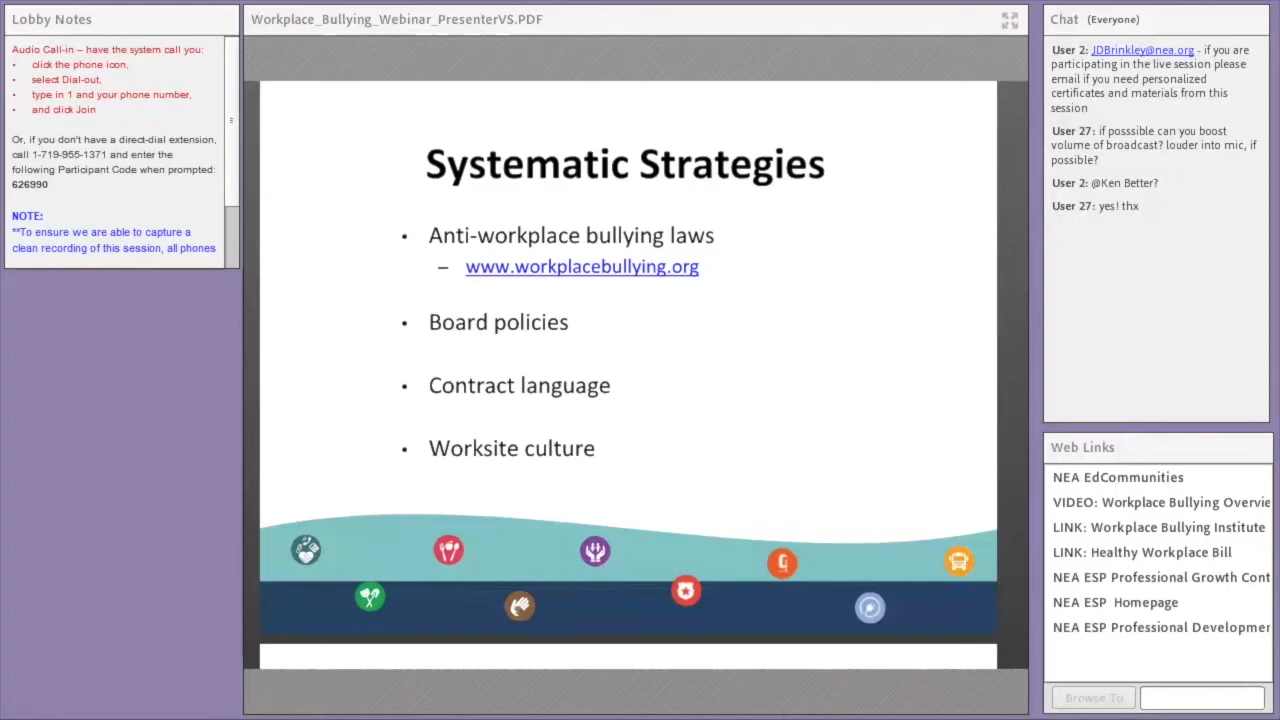 Lobby Notes
Audio Call-in – have the system call you:
• click the phone icon,
• select Dial-out,
• type in 1 and your phone number,
• and click Join
Or, if you don't have a direct-dial extension,
call 1-719-955-1371 and enter the
following Participant Code when prompted:
626990
NOTE:
**To ensure we are able to capture a
clean recording of this session, all phones
Workplace_Bullying_Webinar_PresenterVS.PDF
Systematic Strategies
• Anti-workplace bullying laws
– www.workplacebullying.org
• Board policies
• Contract language
• Worksite culture
Chat (Everyone)
User 2: JDBrinkley@nea.org - if you are
participating in the live session please
email if you need personalized
certificates and materials from this
session
User 27: if posssible can you boost
volume of broadcast? louder into mic, if
possible?
User 2: @Ken Better?
User 27: yes! thx
Web Links
NEA EdCommunities
VIDEO: Workplace Bullying Overvie
LINK: Workplace Bullying Institute
LINK: Healthy Workplace Bill
NEA ESP Professional Growth Cont
NEA ESP Homepage
NEA ESP Professional Developmer
Browse To